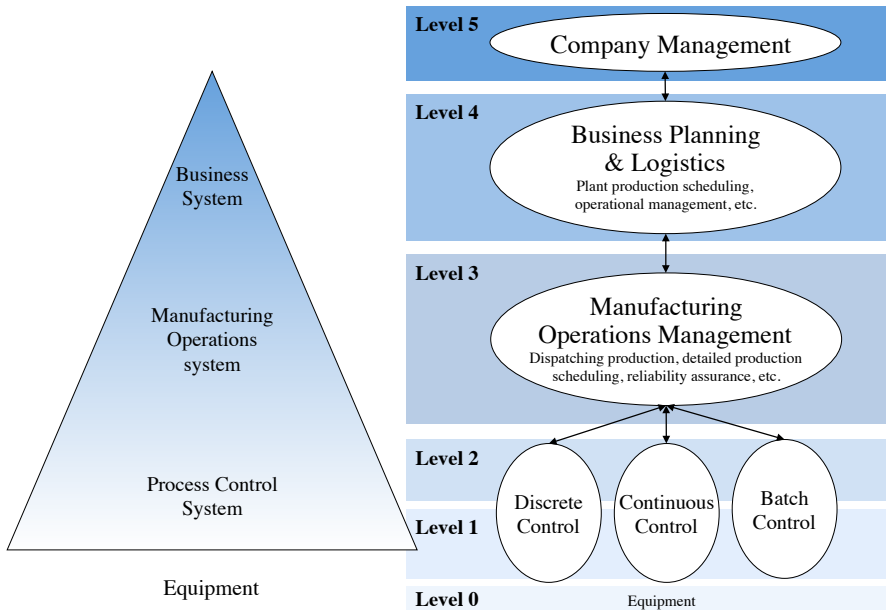 Business
System
Manufacturing
Operations
system
Process Control
System
Equipment
Level 5
Company Management
Level 4
Business Planning
& Logistics
Plant production scheduling,
operational management, etc.
Level 3
Manufacturing
Operations Management
Dispatching production, detailed production
scheduling, reliability assurance, etc.
Level 2
Discrete
Control
Continuous
Control
Batch
Control
Level 1
Level 0
Equipment